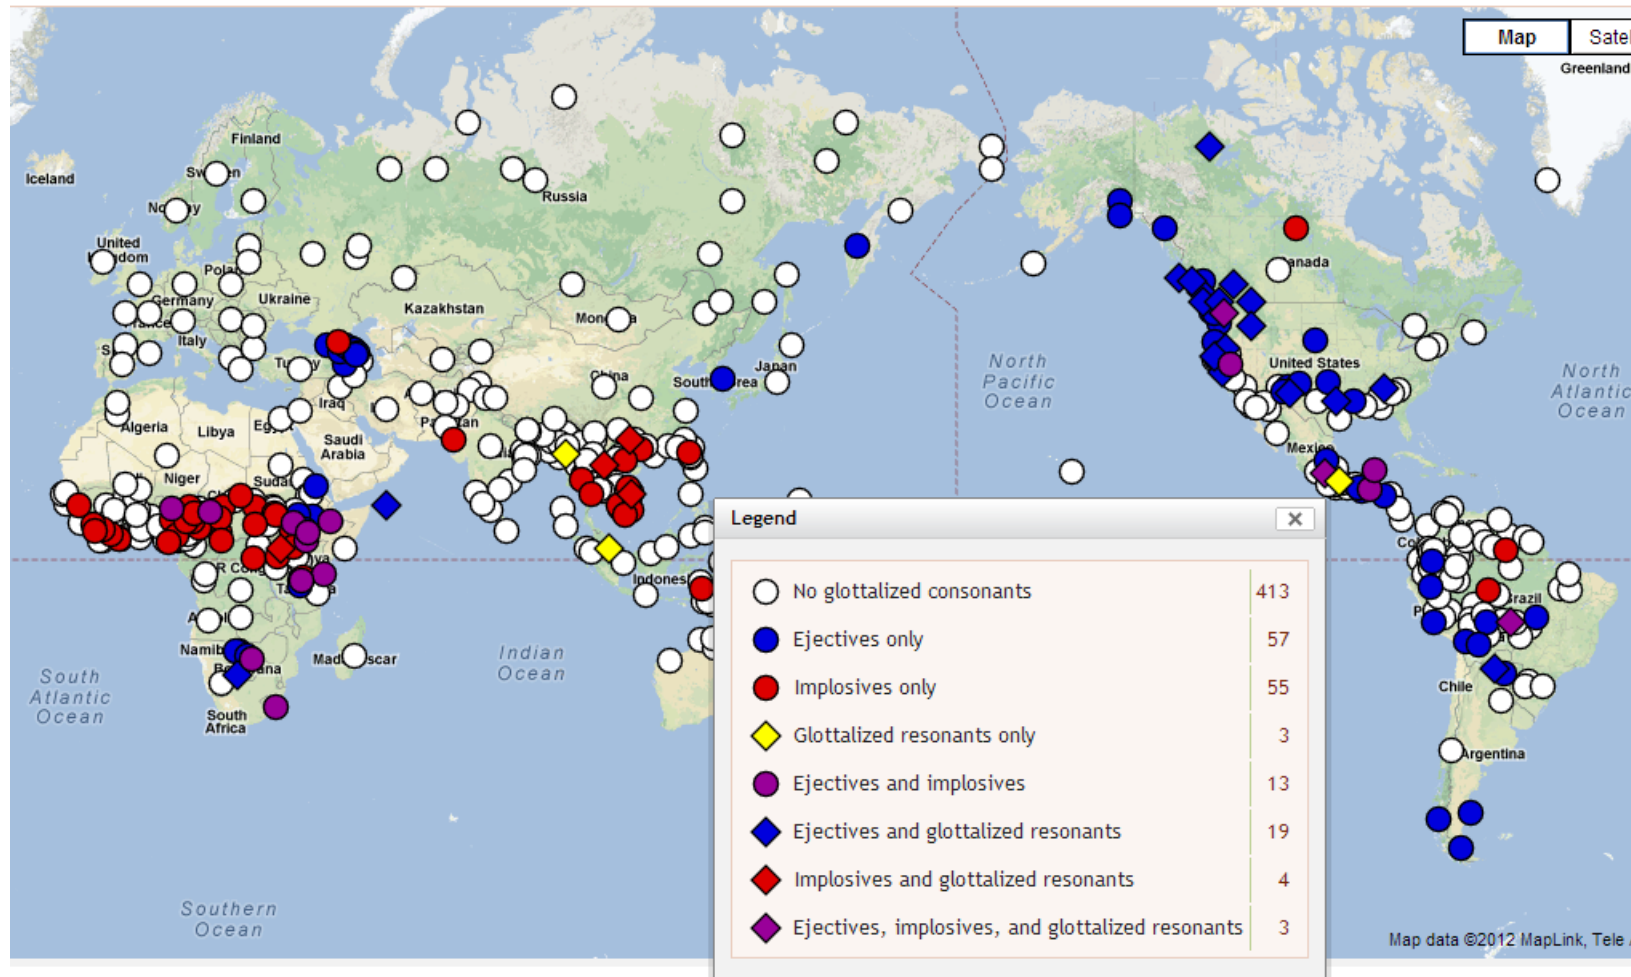 Map
Satel
Greenland
Iceland
Finland
Russia
United
Germany
Ukraine
Kazakhstan
Italy
Iraq
Algeria
Libya
Saudi
Arabia
Niger
North
Pacific
Ocean
United States
North
Atlantic
Ocean
Mexico
Indian
Ocean
South
Atlantic
Ocean
South
Africa
Chile
Argentina
Southern
Ocean
Legend
No glottalized consonants 413
Ejectives only 57
Implosives only 55
Glottalized resonants only 3
Ejectives and implosives 13
Ejectives and glottalized resonants 19
Implosives and glottalized resonants 4
Ejectives, implosives, and glottalized resonants 3
Map data ©2012 MapLink, Tele